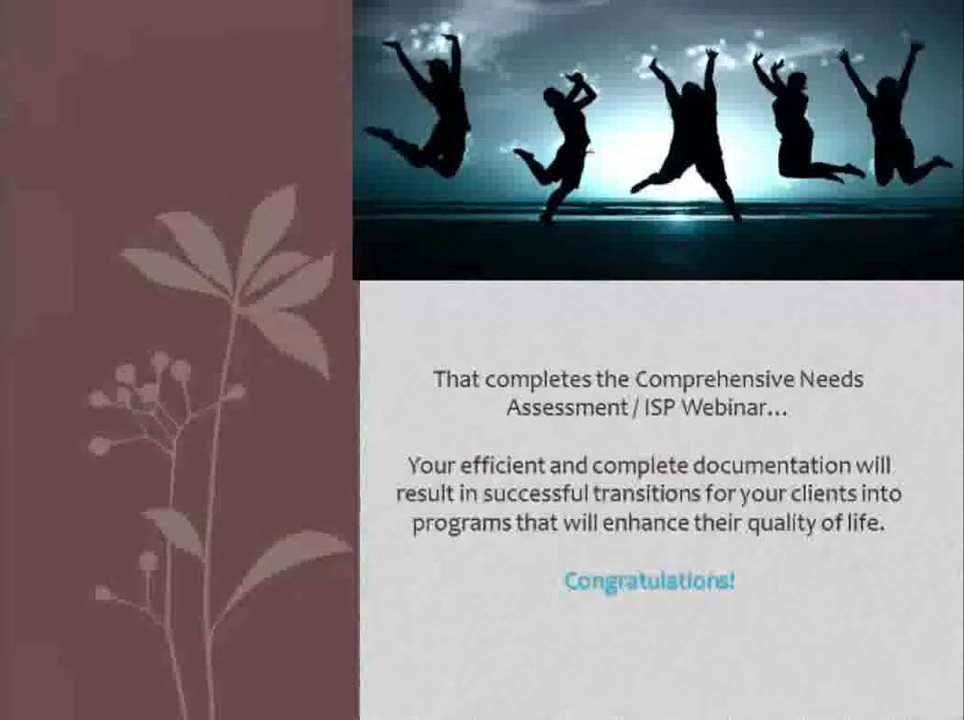 That completes the Comprehensive Needs
Assessment / ISP Webinar...
Your efficient and complete documentation will
result in successful transitions for your clients into
programs that will enhance their quality of life.
Congratulations!